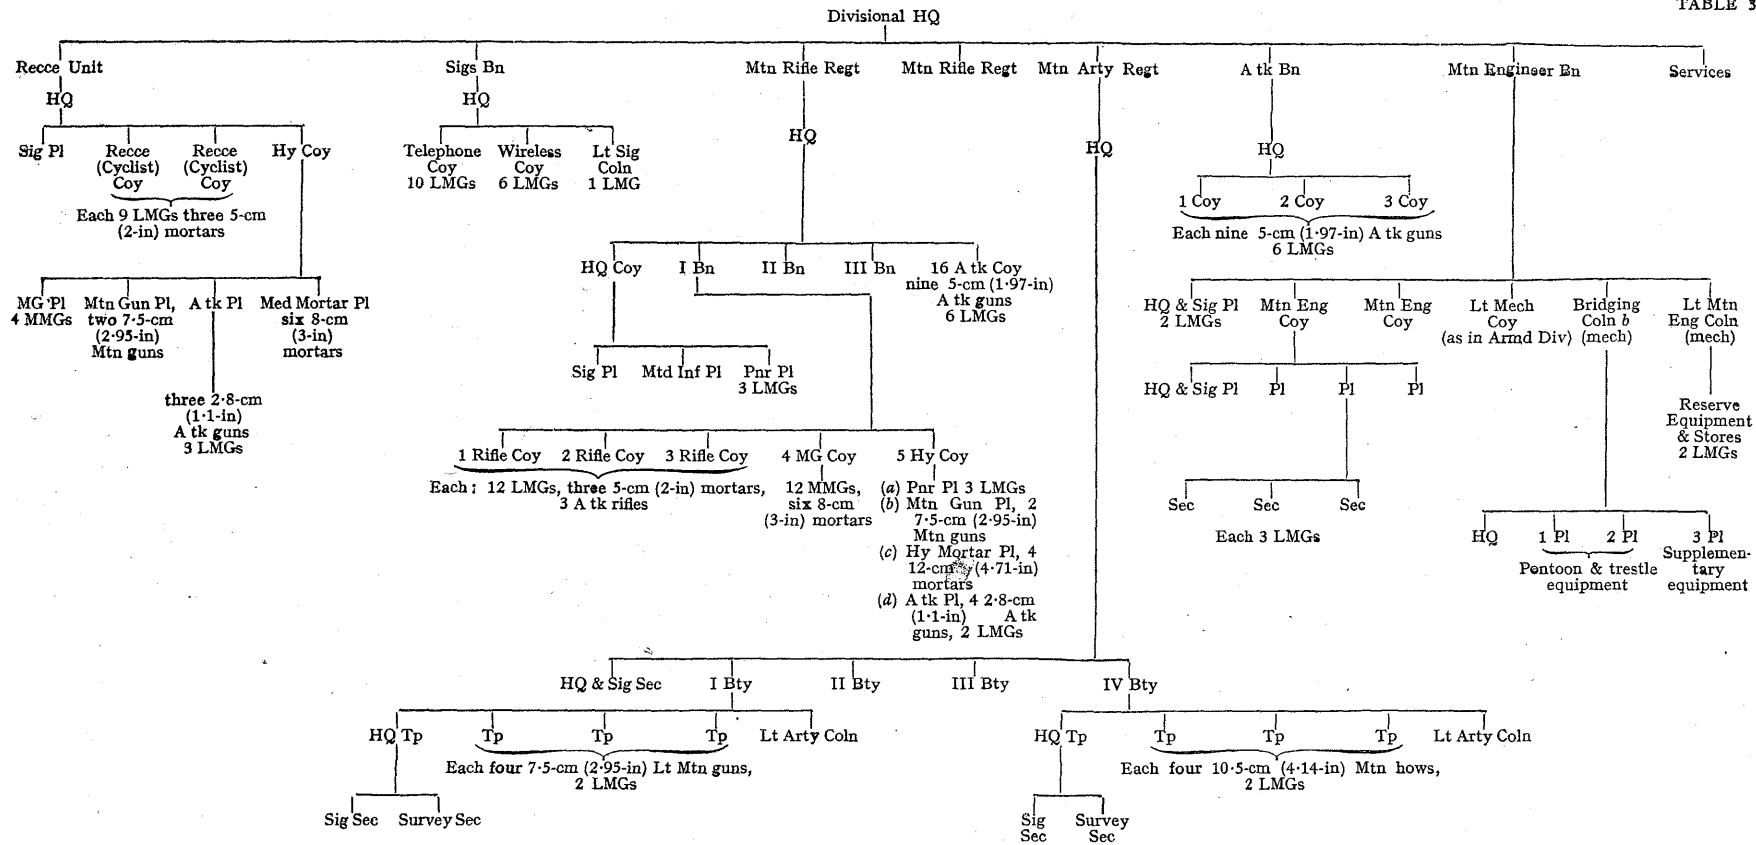 TABLE 3
Divisional HQ
Recce Unit
Sigs Bn
Mtn Rifle Regt
Mtn Rifle Regt
Mtn Arty Regt
A tk Bn
Mtn Engineer Bn
Services
HQ
Sig Pl
Recce
(Cyclist)
Coy
Recce
(Cyclist)
Coy
Hy Coy
Each 9 LMGs three 5-cm
(2-in) mortars
MG Pl
4 MMGs
Mtn Gun Pl,
two 7·5-cm
(2·95-in)
Mtn guns
A tk Pl
three 2·8-cm
(1·1-in)
A tk guns
3 LMGs
Med Mortar Pl
six 8-cm
(3-in)
mortars
HQ
Telephone
Coy
10 LMGs
Wireless
Coy
6 LMGs
Lt Sig
Coln
1 LMG
HQ
HQ Coy
I Bn
II Bn
III Bn
16 A tk Coy
nine 5-cm (1·97-in)
A tk guns
6 LMGs
Sig Pl
Mtd Inf Pl
Pnr Pl
3 LMGs
1 Rifle Coy
2 Rifle Coy
3 Rifle Coy
Each: 12 LMGs, three 5-cm (2-in) mortars,
3 A tk rifles
4 MG Coy
12 MMGs,
six 8-cm
(3-in) mortars
5 Hy Coy
(a) Pnr Pl 3 LMGs
(b) Mtn Gun Pl, 2
7·5-cm (2·95-in)
Mtn guns
(c) Hy Mortar Pl, 4
12-cm (4·71-in)
mortars
(d) A tk Pl, 4 2·8-cm
(1·1-in) A tk
guns, 2 LMGs
HQ
HQ & Sig Sec
I Bty
II Bty
III Bty
IV Bty
HQ Tp
Tp
Tp
Tp
Lt Arty Coln
Each four 7·5-cm (2·95-in) Lt Mtn guns,
2 LMGs
Sig Sec
Survey Sec
HQ Tp
Tp
Tp
Tp
Lt Arty Coln
Each four 10·5-cm (4·14-in) Mtn hows,
2 LMGs
Sig
Sec
Survey
Sec
HQ
1 Coy
2 Coy
3 Coy
Each nine 5-cm (1·97-in) A tk guns
6 LMGs
HQ & Sig Pl
2 LMGs
Mtn Eng
Coy
Mtn Eng
Coy
Lt Mech
Coy
(as in Armd Div)
Bridging
Coln b
(mech)
Lt Mtn
Eng Coln
(mech)
HQ & Sig Pl
Pl
Pl
Pl
Sec
Sec
Sec
Each 3 LMGs
Reserve
Equipment
& Stores
2 LMGs
HQ
1 Pl
2 Pl
Pontoon & trestle
equipment
3 Pl
Supplemen-
tary
equipment